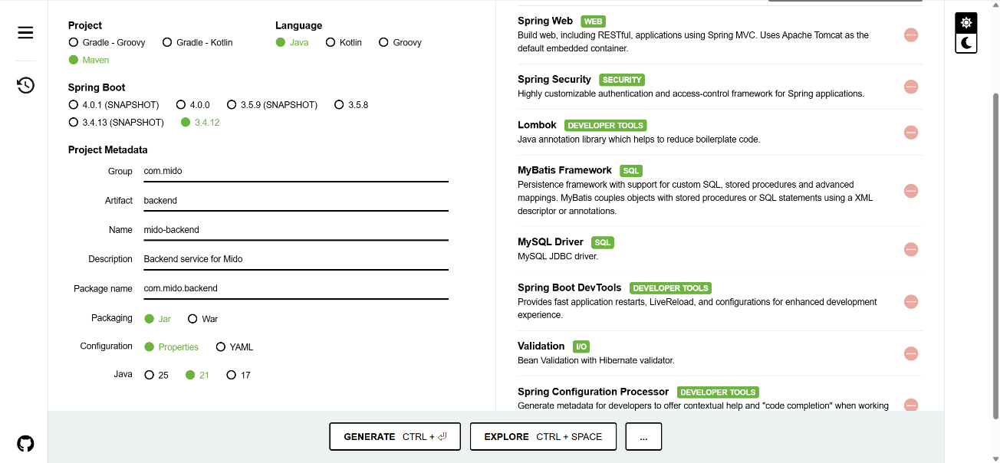 Project
Gradle - Groovy
Gradle - Kotlin
Maven
Language
Java
Kotlin
Groovy
Spring Boot
4.0.1 (SNAPSHOT)
4.0.0
3.5.9 (SNAPSHOT)
3.5.8
3.4.13 (SNAPSHOT)
3.4.12
Project Metadata
Group com.mido
Artifact backend
Name mido-backend
Description Backend service for Mido
Package name com.mido.backend
Packaging Jar War
Configuration Properties YAML
Java 25 21 17
Spring Web WEB
Build web, including RESTful, applications using Spring MVC. Uses Apache Tomcat as the
default embedded container.
Spring Security SECURITY
Highly customizable authentication and access-control framework for Spring applications.
Lombok DEVELOPER TOOLS
Java annotation library which helps to reduce boilerplate code.
MyBatis Framework SQL
Persistence framework with support for custom SQL, stored procedures and advanced
mappings. MyBatis couples objects with stored procedures or SQL statements using a XML
descriptor or annotations.
MySQL Driver SQL
MySQL JDBC driver.
Spring Boot DevTools DEVELOPER TOOLS
Provides fast application restarts, LiveReload, and configurations for enhanced development
experience.
Validation I/O
Bean Validation with Hibernate validator.
Spring Configuration Processor DEVELOPER TOOLS
Generate metadata for developers to offer contextual help and "code completion" when working
GENERATE CTRL + ⏎
EXPLORE CTRL + SPACE
...